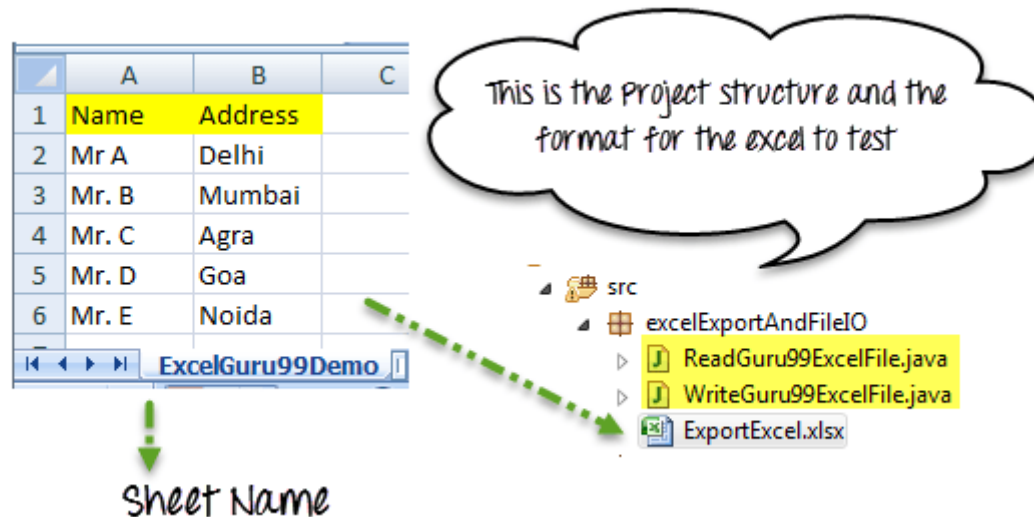 A B C
1 Name Address
2 Mr A Delhi
3 Mr. B Mumbai
4 Mr. C Agra
5 Mr. D Goa
6 Mr. E Noida
ExcelGuru99Demo
Sheet Name
This is the Project structure and the
format for the excel to test
src
excelExportAndFileIO
ReadGuru99ExcelFile.java
WriteGuru99ExcelFile.java
ExportExcel.xlsx